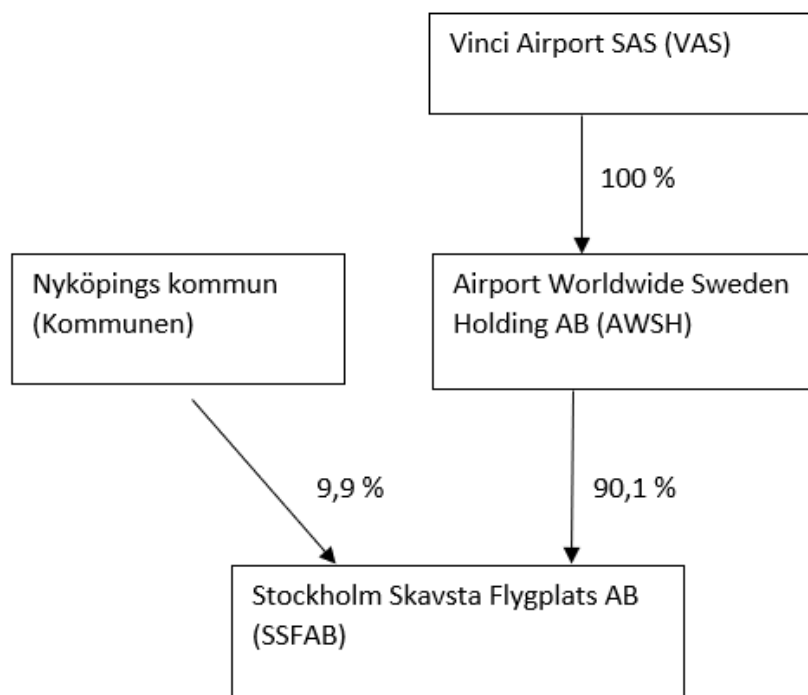 Vinci Airport SAS (VAS)
100 %
Nyköpings kommun
(Kommunen)
Airport Worldwide Sweden
Holding AB (AWSH)
9,9 %
90,1 %
Stockholm Skavsta Flygplats AB
(SSFAB)